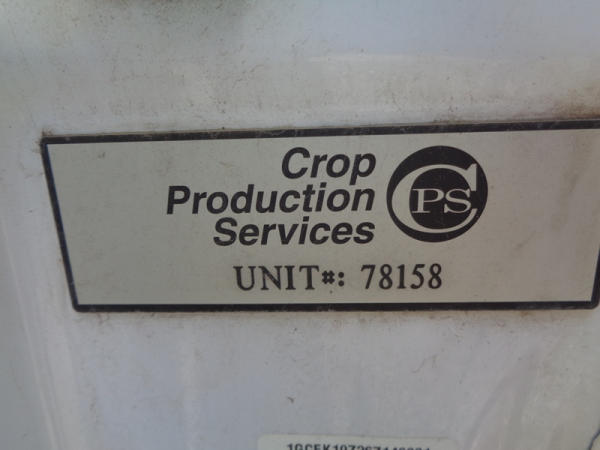 Crop
Production
Services
CPS
UNIT#: 78158